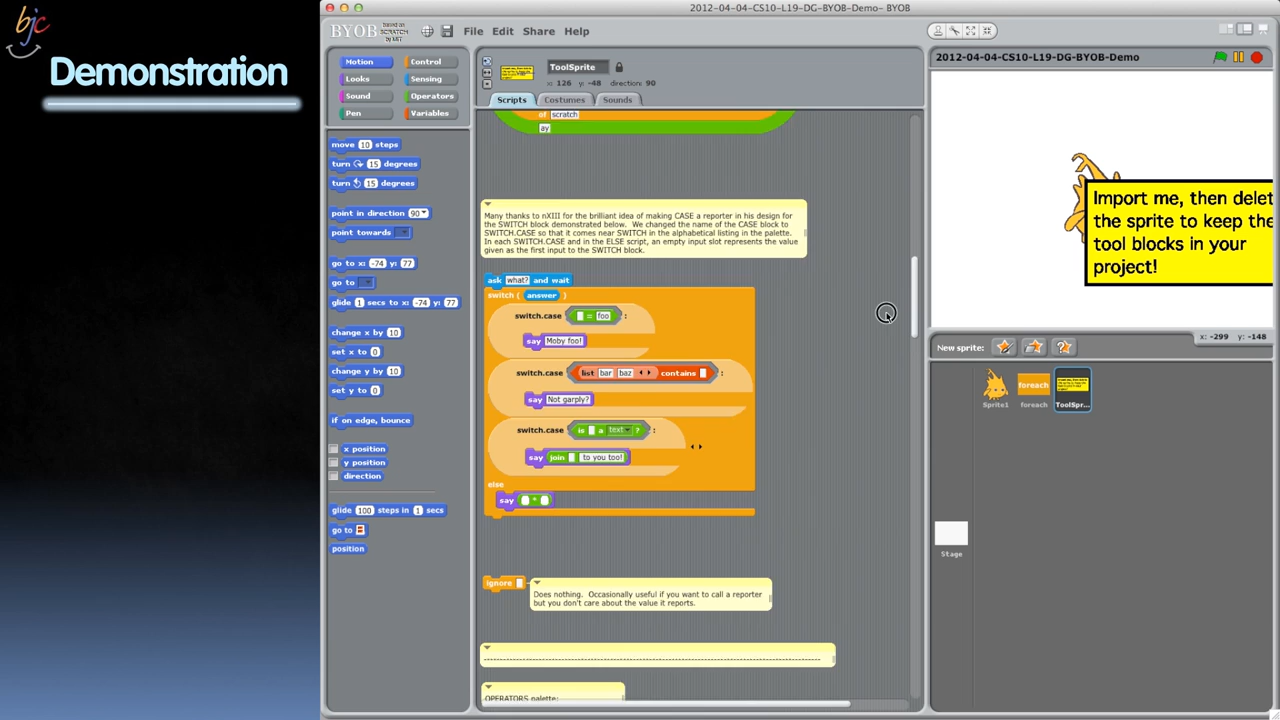 bjc
Demonstration
2012-04-04-CS10-L19-DG-BYOB-Demo- BYOB
BYOB
based on
SCRATCH
by MIT
File Edit Share Help
Motion Control
Looks Sensing
Sound Operators
Pen Variables
move 10 steps
turn 15 degrees
turn 15 degrees
point in direction 90
point towards
go to x: -74 y: 77
go to
glide 1 secs to x: -74 y: 77
change x by 10
set x to 0
change y by 10
set y to 0
if on edge, bounce
x position
y position
direction
glide 100 steps in 1 secs
go to
position
ToolSprite
x: 126 y: -48 direction: 90
Scripts Costumes Sounds
of scratch
ay
Many thanks to nXIII for the brilliant idea of making CASE a reporter in his design for
the SWITCH block demonstrated below. We changed the name of the CASE block to
SWITCH.CASE so that it comes near SWITCH in the alphabetical listing in the palette.
In each SWITCH.CASE and in the ELSE script, an empty input slot represents the value
given as the first input to the SWITCH block.
ask what? and wait
switch ( answer )
switch.case = foo :
say Moby foo!
switch.case list bar baz contains :
say Not garply?
switch.case is a text ? :
say join to you too!
else
say *
ignore
Does nothing. Occasionally useful if you want to call a reporter
but you don't care about the value it reports.
OPERATORS palette:
2012-04-04-CS10-L19-DG-BYOB-Demo
Import me, then delet
the sprite to keep the
tool blocks in your
project!
x: -299 y: -148
New sprite:
Sprite1
foreach
foreach
ToolSpr...
Stage